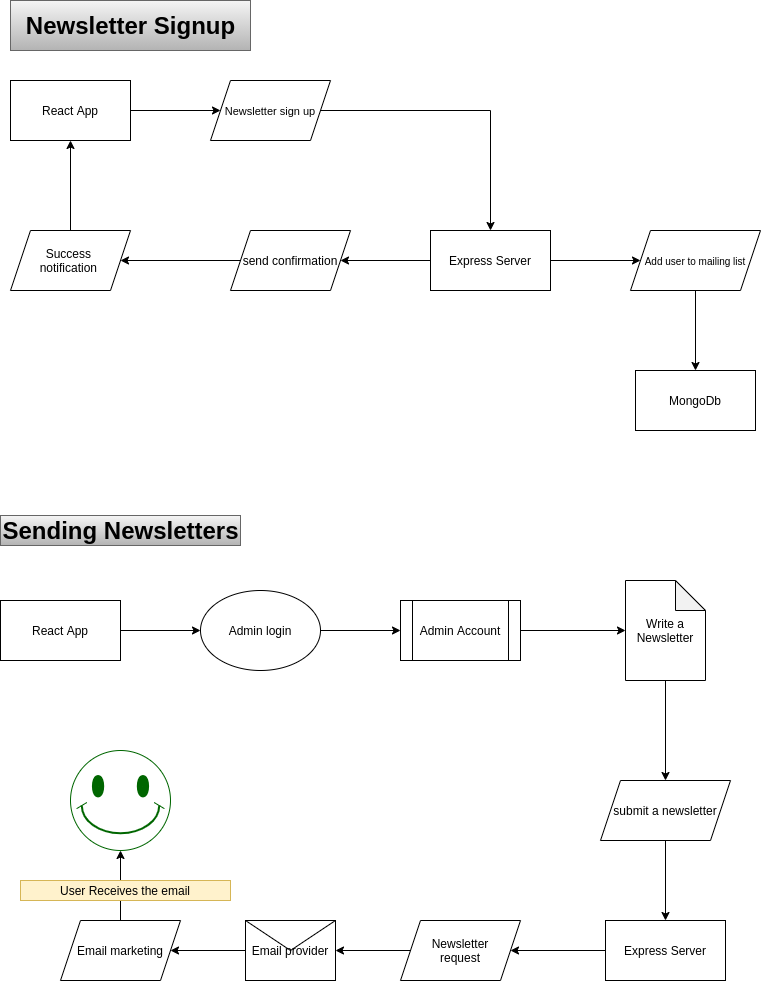 Newsletter Signup
React App
Newsletter sign up
Success
notification
send confirmation
Express Server
Add user to mailing list
MongoDb
Sending Newsletters
React App
Admin login
Admin Account
Write a
Newsletter
submit a newsletter
User Receives the email
Email marketing
Email provider
Newsletter
request
Express Server